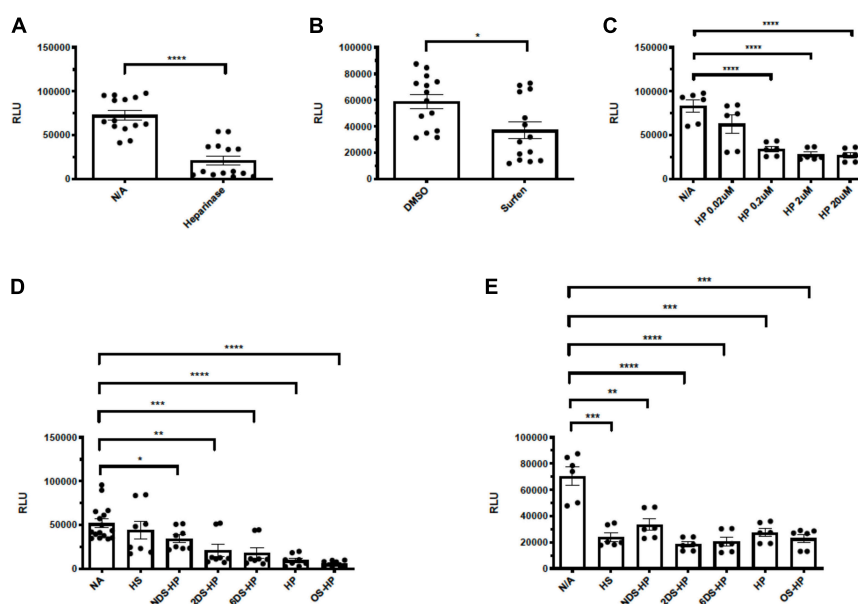 A
150000
100000
50000
0
RLU
****
N/A
Heparinase
B
100000
80000
60000
40000
20000
0
RLU
*
DMSO
Surfen
C
150000
100000
50000
0
RLU
****
****
****
N/A
HP 0.02uM
HP 0.2uM
HP 2uM
HP 20uM
D
150000
100000
50000
0
RLU
****
****
***
**
*
NA
HS
NDS-HP
2DS-HP
6DS-HP
HP
OS-HP
E
100000
80000
60000
40000
20000
0
RLU
***
***
****
****
**
***
N/A
HS
NDS-HP
2DS-HP
6DS-HP
HP
OS-HP